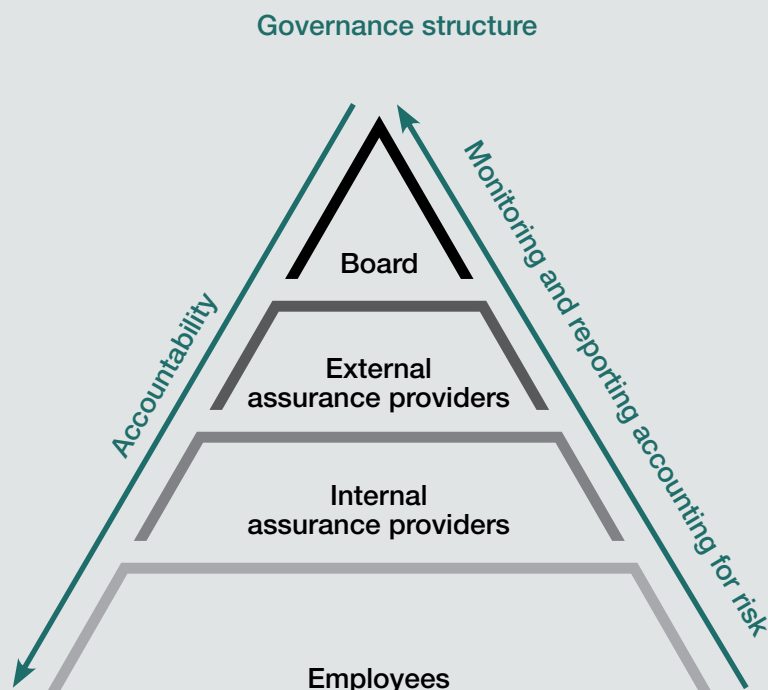 Governance structure
Monitoring and reporting accounting for risk
Board
Accountability
External
assurance providers
Internal
assurance providers
Employees